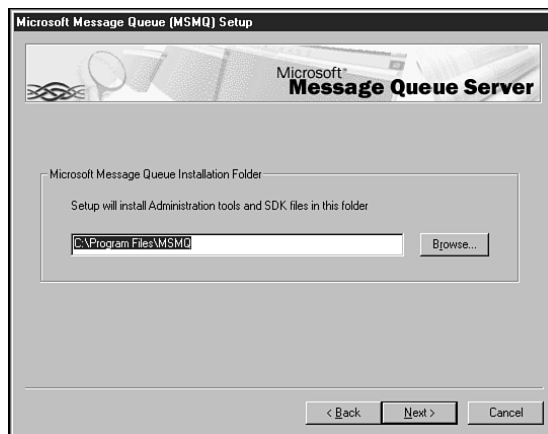 Microsoft Message Queue (MSMQ) Setup
Microsoft®
Message Queue Server
Microsoft Message Queue Installation Folder
Setup will install Administration tools and SDK files in this folder
C:\Program Files\MSMQ
Browse...
< Back
Next >
Cancel